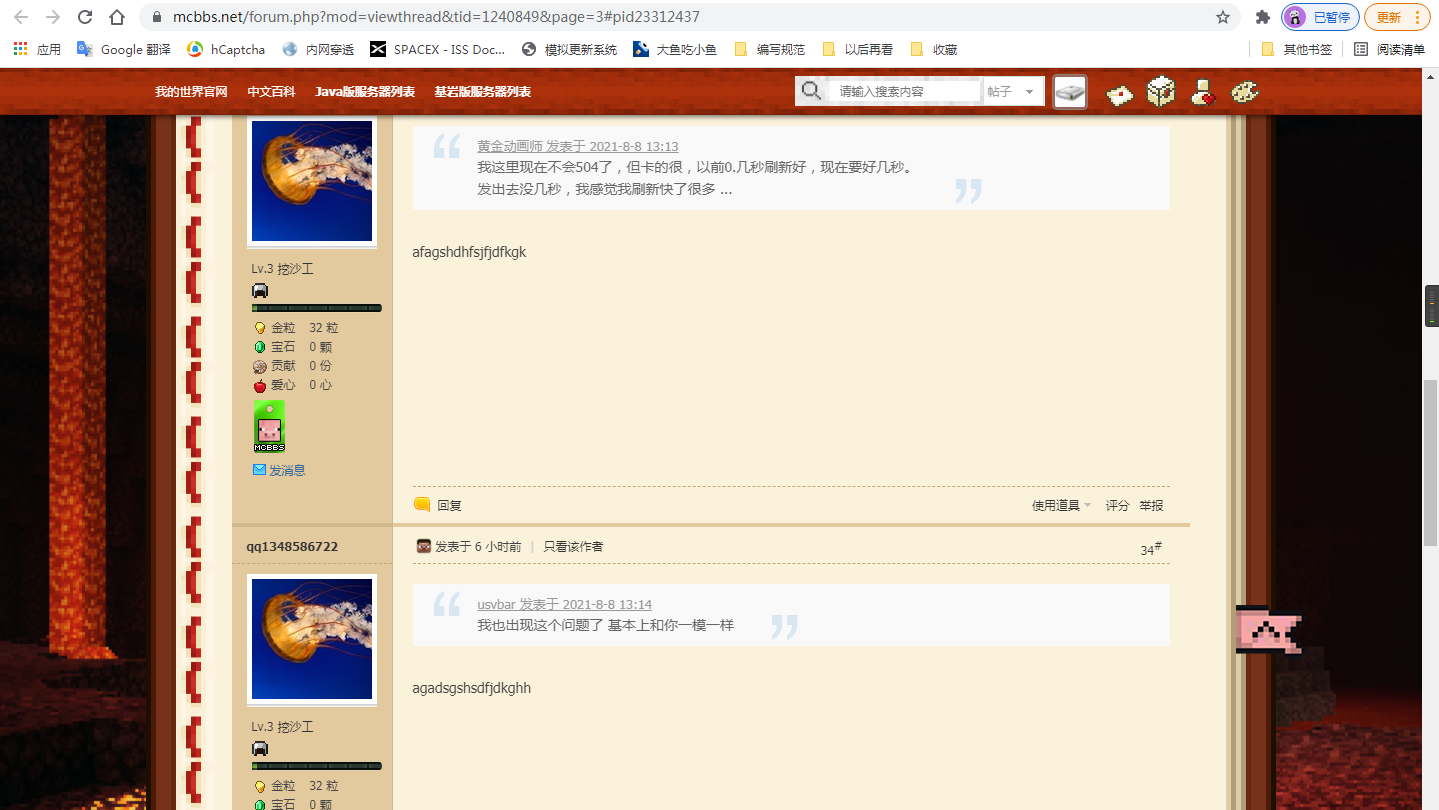 mcbbs.net/forum.php?mod=viewthread&tid=1240849&page=3#pid23312437
已暂停
更新
应用
Google 翻译
hCaptcha
内网穿透
SPACEX - ISS Doc...
模拟更新系统
大鱼吃小鱼
编写规范
以后再看
收藏
其他书签
阅读清单
我的世界官网
中文百科
Java版服务器列表
基岩版服务器列表
请输入搜索内容
帖子
黄金动画师 发表于 2021-8-8 13:13
我这里现在不会504了，但卡的很，以前0.几秒刷新好，现在要好几秒。
发出去没几秒，我感觉我刷新快了很多 ...
afagshdhfsjfjdfkgk
Lv.3 挖沙工
金粒 32 粒
宝石 0 颗
贡献 0 份
爱心 0 心
MCBBS
发消息
回复
使用道具
评分
举报
qq1348586722
发表于 6 小时前 | 只看该作者
34#
usvbar 发表于 2021-8-8 13:14
我也出现这个问题了 基本上和你一模一样
agadsgshsdfjdkghh
Lv.3 挖沙工
金粒 32 粒
宝石 0 颗